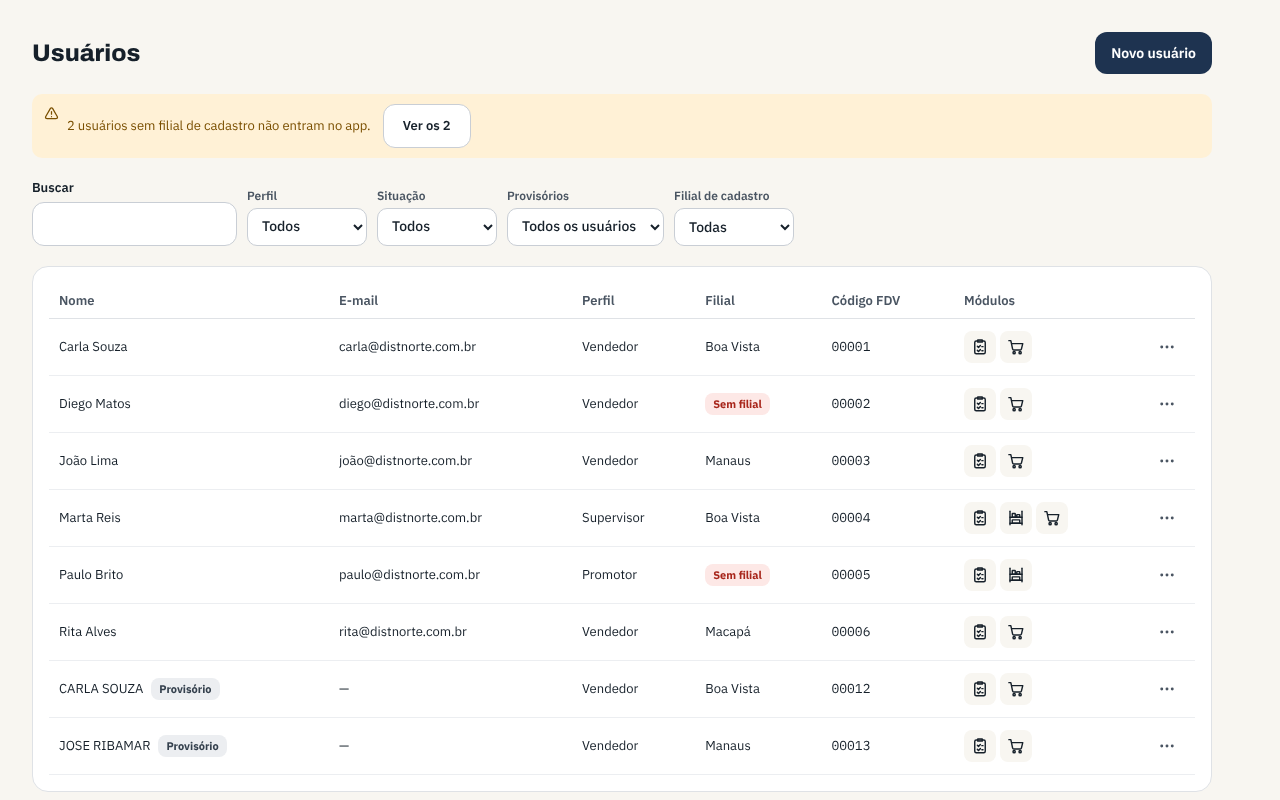 Usuários
Novo usuário
2 usuários sem filial de cadastro não entram no app.
Ver os 2
Buscar
Perfil
Situação
Provisórios
Filial de cadastro
Todos
Todos
Todos os usuários
Todas
Nome E-mail Perfil Filial Código FDV Módulos
Carla Souza carla@distnorte.com.br Vendedor Boa Vista 00001
Diego Matos diego@distnorte.com.br Vendedor Sem filial 00002
João Lima joão@distnorte.com.br Vendedor Manaus 00003
Marta Reis marta@distnorte.com.br Supervisor Boa Vista 00004
Paulo Brito paulo@distnorte.com.br Promotor Sem filial 00005
Rita Alves rita@distnorte.com.br Vendedor Macapá 00006
CARLA SOUZA Provisório — Vendedor Boa Vista 00012
JOSE RIBAMAR Provisório — Vendedor Manaus 00013